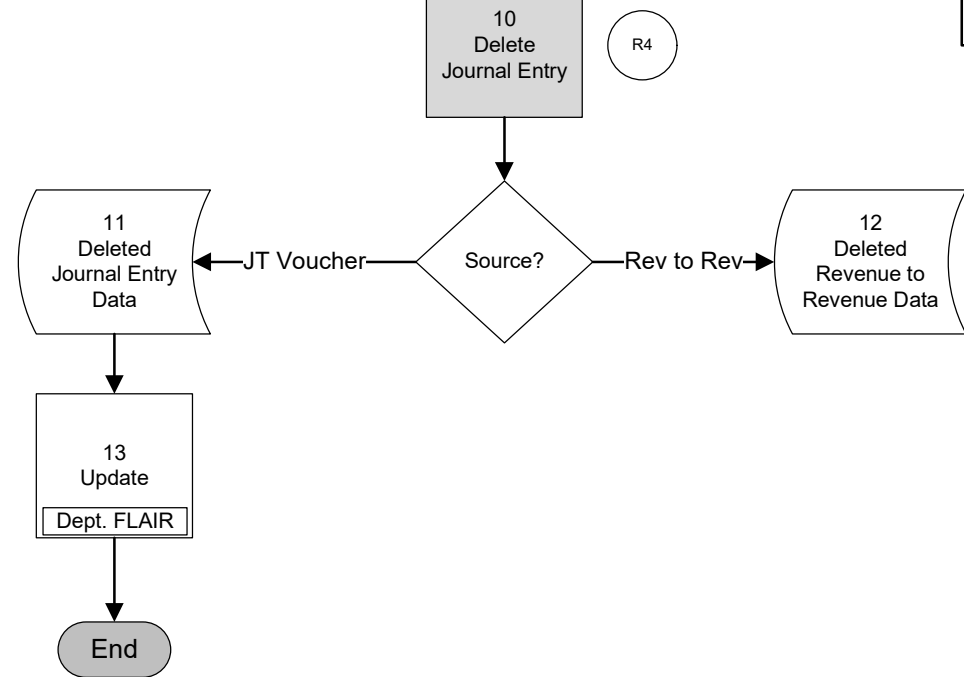 10
Delete
Journal Entry
R4
11
Deleted
Journal Entry
Data
JT Voucher
Source?
Rev to Rev
12
Deleted
Revenue to
Revenue Data
13
Update
Dept. FLAIR
End